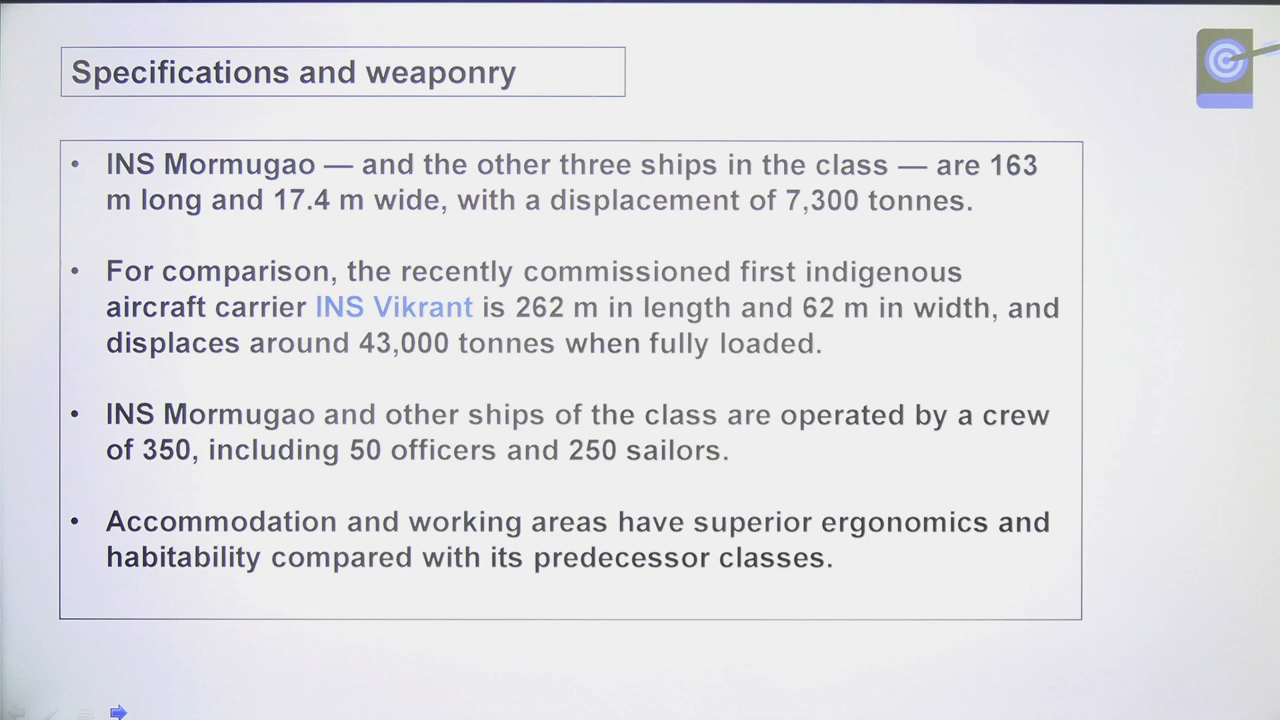 Specifications and weaponry
• INS Mormugao — and the other three ships in the class — are 163
m long and 17.4 m wide, with a displacement of 7,300 tonnes.
• For comparison, the recently commissioned first indigenous
aircraft carrier INS Vikrant is 262 m in length and 62 m in width, and
displaces around 43,000 tonnes when fully loaded.
• INS Mormugao and other ships of the class are operated by a crew
of 350, including 50 officers and 250 sailors.
• Accommodation and working areas have superior ergonomics and
habitability compared with its predecessor classes.